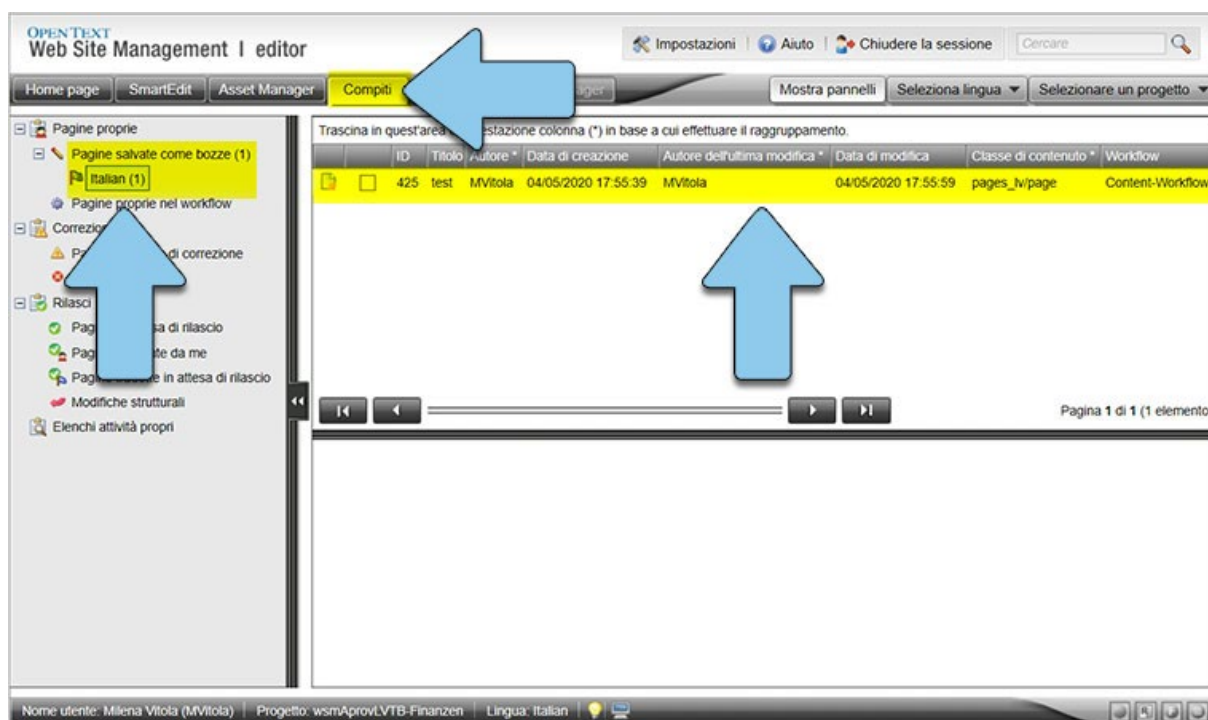 OPEN TEXT
Web Site Management | editor
Impostazioni | Aiuto | Chiudere la sessione Cercare
Home page SmartEdit Asset Manager Compiti Mostra pannelli Seleziona lingua Selezionare un progetto
Pagine proprie
Pagine salvate come bozze (1)
Italian (1)
Pagine proprie nel workflow
di correzione
Rilasci
di rilascio
da me
in attesa di rilascio
Modifiche strutturali
Elenchi attività propri
Trascina in quest'area colonna (*) in base a cui effettuare il raggruppamento.
ID Titolo Autore * Data di creazione Autore dell'ultima modifica * Data di modifica Classe di contenuto * Workflow
425 test MVitola 04/05/2020 17:55:39 MVitola 04/05/2020 17:55:59 pages_lv/page Content-Workflow
Pagina 1 di 1 (1 elemento
Nome utente: Milena Vitola (MVitola) Progetto: wsmAprovLVTB-Finanzen Lingua: Italian